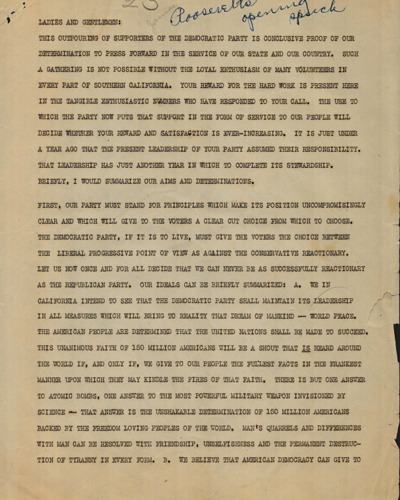 Roosevelt's
opening
speech
LADIES AND GENTLEMEN:
THIS OUTPOURING OF SUPPORTERS OF THE DEMOCRATIC PARTY IS CONCLUSIVE PROOF OF OUR
DETERMINATION TO PRESS FORWARD IN THE SERVICE OF OUR STATE AND OUR COUNTRY. SUCH
A GATHERING IS NOT POSSIBLE WITHOUT THE LOYAL ENTHUSIASM OF MANY VOLUNTEERS IN
EVERY PART OF SOUTHERN CALIFORNIA. YOUR REWARD FOR THE HARD WORK IS PRESENT HERE
IN THE TANGIBLE ENTHUSIASTIC NUMBERS WHO HAVE RESPONDED TO YOUR CALL. THE USE TO
WHICH THE PARTY NOW PUTS THAT SUPPORT IN THE FORM OF SERVICE TO OUR PEOPLE WILL
DECIDE WHETHER YOUR REWARD AND SATISFACTION IS EVER-INCREASING. IT IS JUST UNDER
A YEAR AGO THAT THE PRESENT LEADERSHIP OF YOUR PARTY ASSUMED THEIR RESPONSIBILITY.
THAT LEADERSHIP HAS JUST ANOTHER YEAR IN WHICH TO COMPLETE ITS STEWARDSHIP.
BRIEFLY, I WOULD SUMMARIZE OUR AIMS AND DETERMINATIONS.
FIRST, OUR PARTY MUST STAND FOR PRINCIPLES WHICH MAKE ITS POSITION UNCOMPROMISINGLY
CLEAR AND WHICH WILL GIVE TO THE VOTERS A CLEAR CUT CHOICE FROM WHICH TO CHOOSE.
THE DEMOCRATIC PARTY, IF IT IS TO LIVE, MUST GIVE THE VOTERS THE CHOICE BETWEEN
THE LIBERAL PROGRESSIVE POINT OF VIEW AS AGAINST THE CONSERVATIVE REACTIONARY.
LET US NOW ONCE AND FOR ALL DECIDE THAT WE CAN NEVER BE AS SUCCESSFULLY REACTIONARY
AS THE REPUBLICAN PARTY. OUR IDEALS CAN BE BRIEFLY SUMMARIZED: A. WE IN
CALIFORNIA INTEND TO SEE THAT THE DEMOCRATIC PARTY SHALL MAINTAIN ITS LEADERSHIP
IN ALL MEASURES WHICH WILL BRING TO REALITY THAT DREAM OF MANKIND -- WORLD PEACE.
THE AMERICAN PEOPLE ARE DETERMINED THAT THE UNITED NATIONS SHALL BE MADE TO SUCCEED.
THIS UNANIMOUS FAITH OF 150 MILLION AMERICANS WILL BE A SHOUT THAT IS HEARD AROUND
THE WORLD IF, AND ONLY IF, WE GIVE TO OUR PEOPLE THE FULLEST FACTS IN THE FRANKEST
MANNER UPON WHICH THEY MAY KINDLE THE FIRES OF THAT FAITH. THERE IS BUT ONE ANSWER
TO ATOMIC BOMBS, ONE ANSWER TO THE MOST POWERFUL MILITARY WEAPON INVISIONED BY
SCIENCE -- THAT ANSWER IS THE UNSHAKABLE DETERMINATION OF 150 MILLION AMERICANS
BACKED BY THE FREEDOM LOVING PEOPLES OF THE WORLD. MAN'S QUARRELS AND DIFFERENCES
WITH MAN CAN BE RESOLVED WITH FRIENDSHIP, UNSELFISHNESS AND THE PERMANENT DESTRUC-
TION OF TYRANNY IN EVERY FORM. B. WE BELIEVE THAT AMERICAN DEMOCRACY CAN GIVE TO